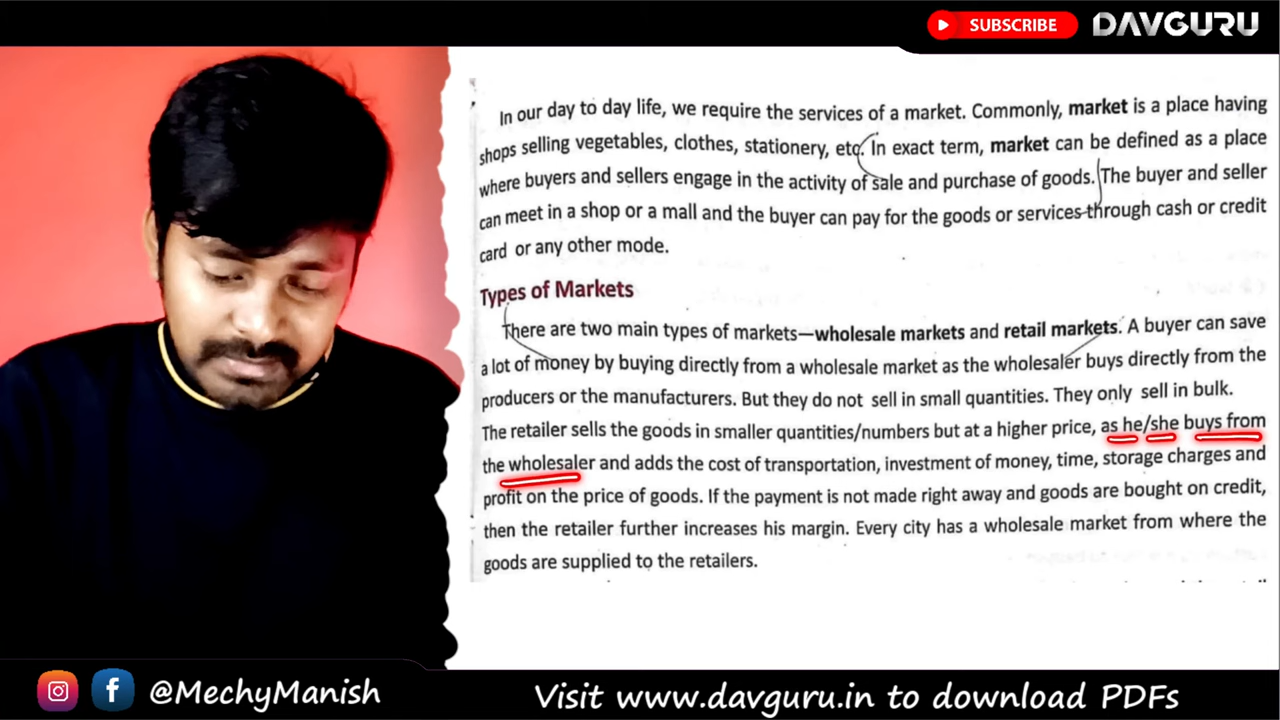 SUBSCRIBE
DAVGURU
In our day to day life, we require the services of a market. Commonly, market is a place having
shops selling vegetables, clothes, stationery, etc. In exact term, market can be defined as a place
where buyers and sellers engage in the activity of sale and purchase of goods. The buyer and seller
can meet in a shop or a mall and the buyer can pay for the goods or services through cash or credit
card or any other mode.
Types of Markets
There are two main types of markets—wholesale markets and retail markets. A buyer can save
a lot of money by buying directly from a wholesale market as the wholesaler buys directly from the
producers or the manufacturers. But they do not sell in small quantities. They only sell in bulk.
The retailer sells the goods in smaller quantities/numbers but at a higher price, as he/she buys from
the wholesaler and adds the cost of transportation, investment of money, time, storage charges and
profit on the price of goods. If the payment is not made right away and goods are bought on credit,
then the retailer further increases his margin. Every city has a wholesale market from where the
goods are supplied to the retailers.
@MechyManish
Visit www.davguru.in to download PDFs